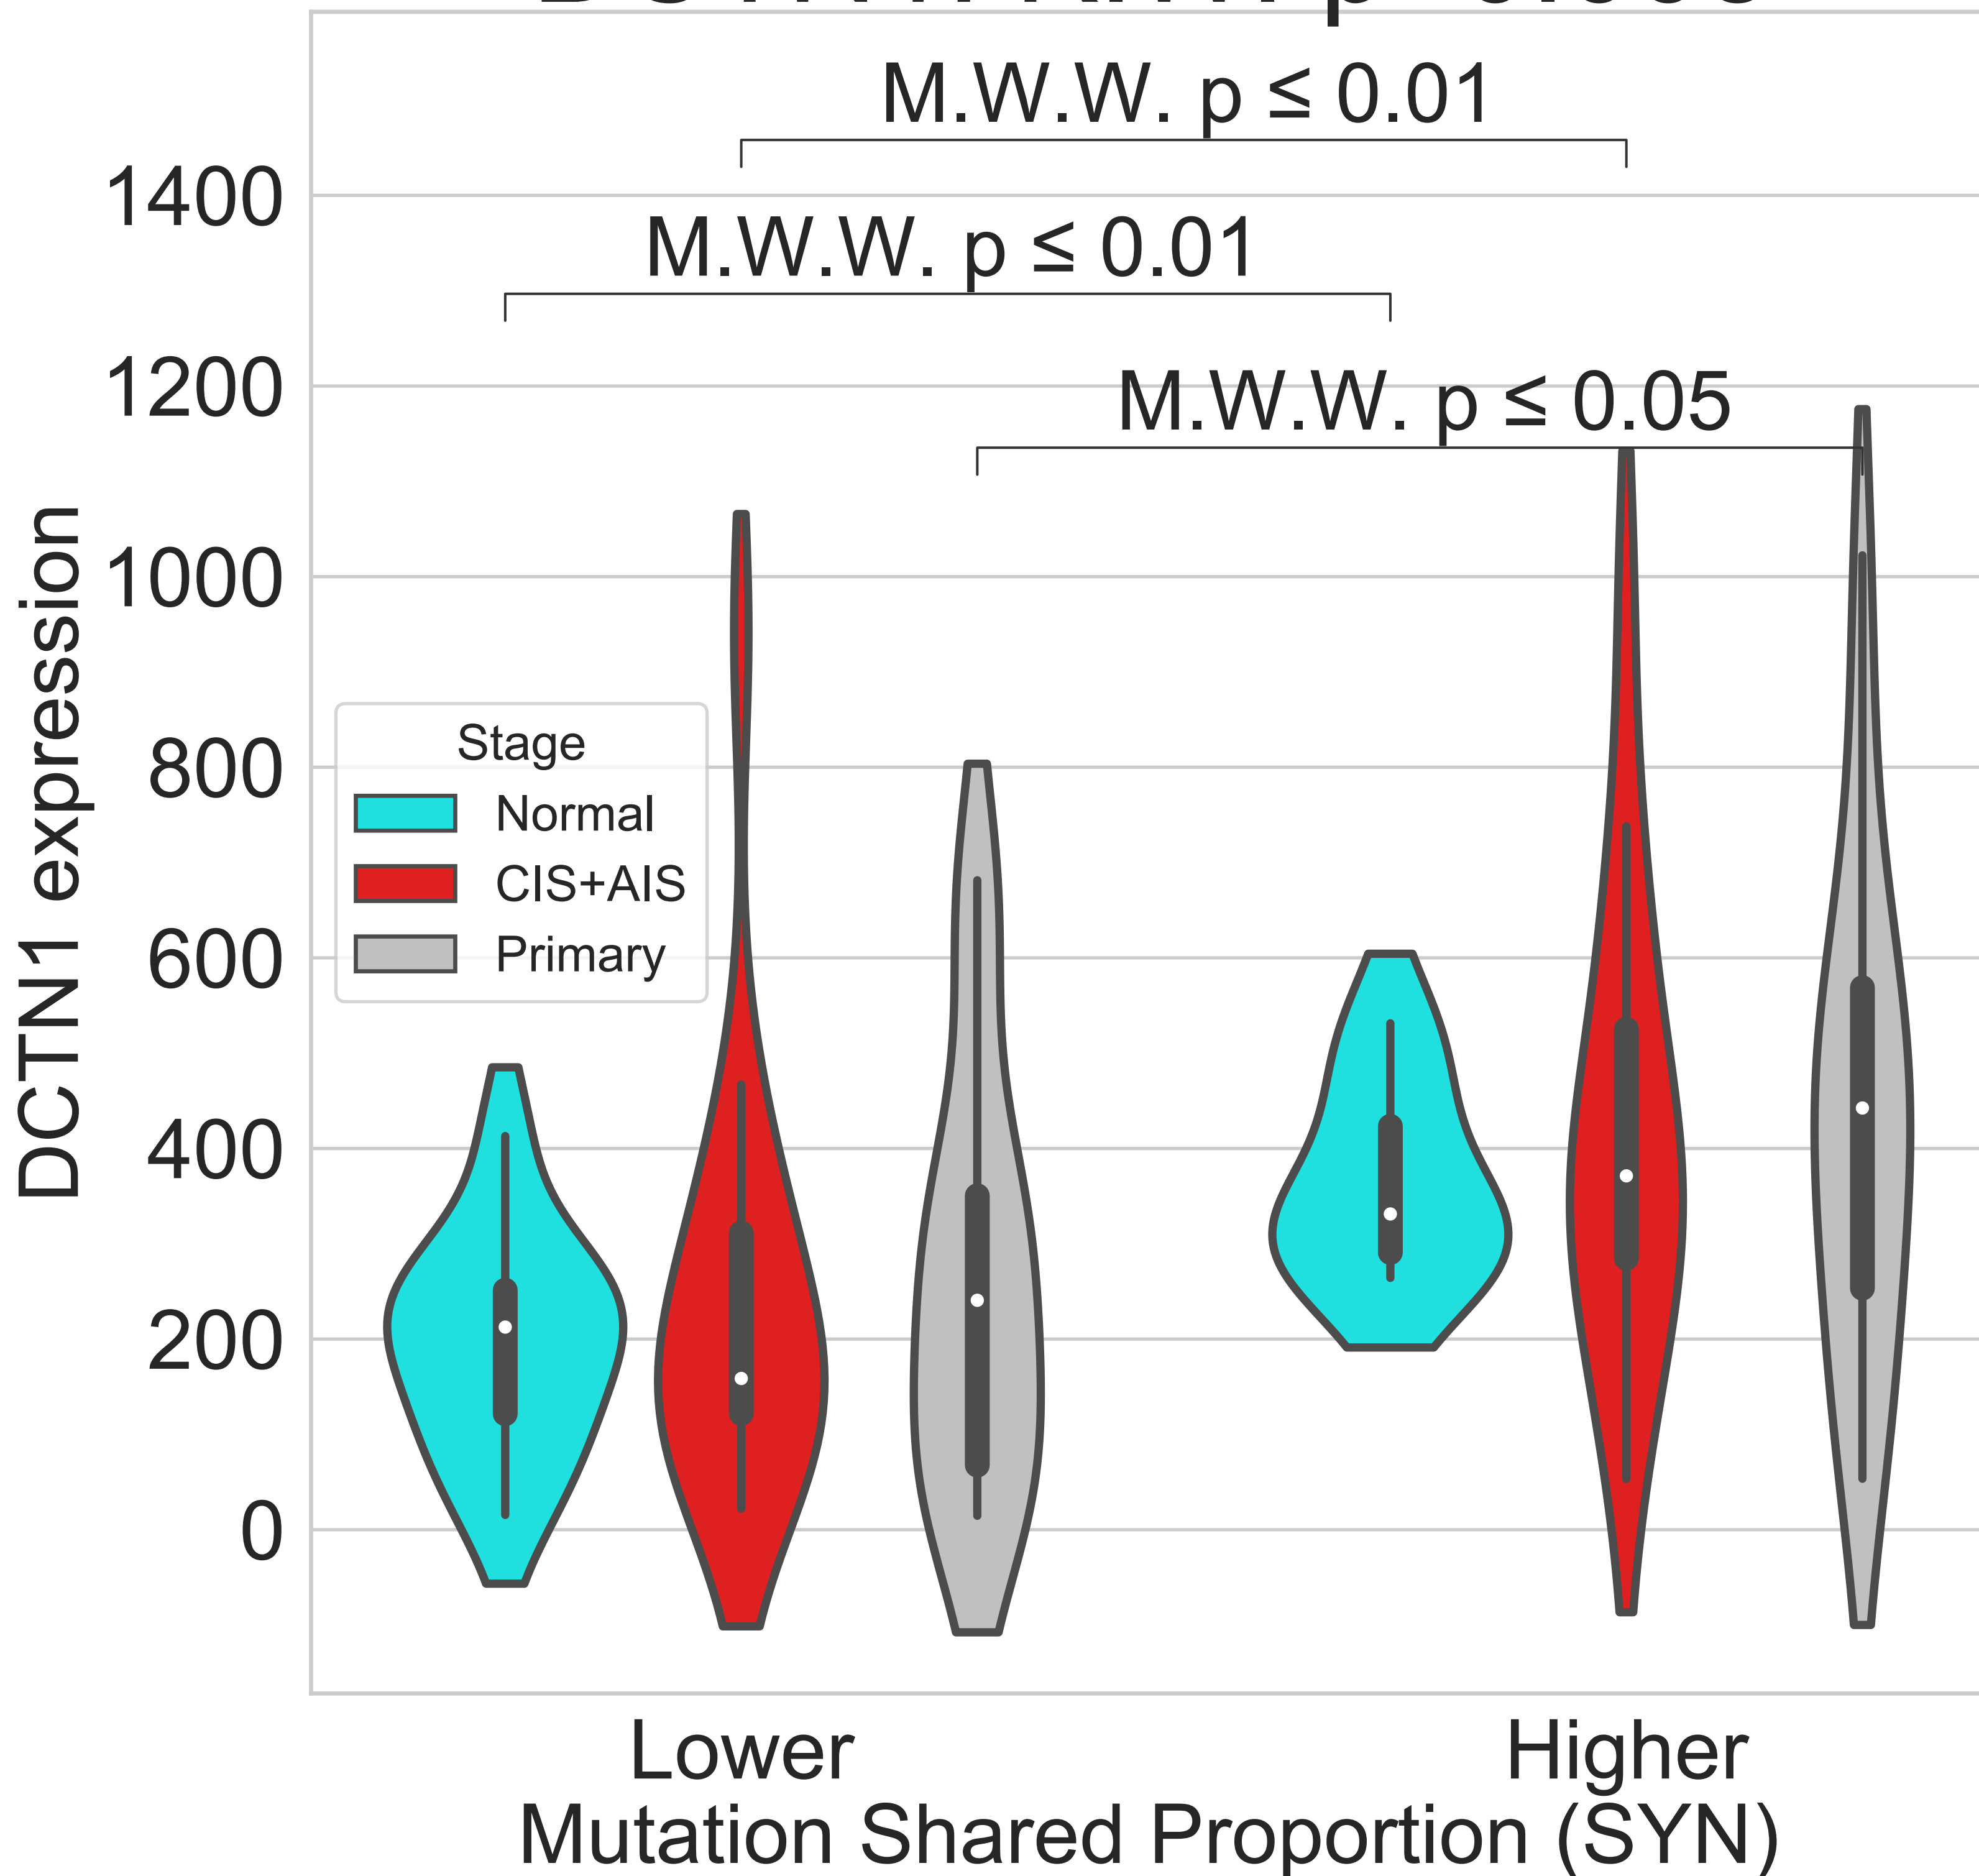 M.W.W. p ≤ 0.01
1400
M.W.W. p ≤ 0.01
1200
M.W.W. p ≤ 0.05
1000
800
600
400
200
0
DCTN1 expression
Stage
Normal
CIS+AIS
Primary
Lower
Higher
Mutation Shared Proportion (SYN)